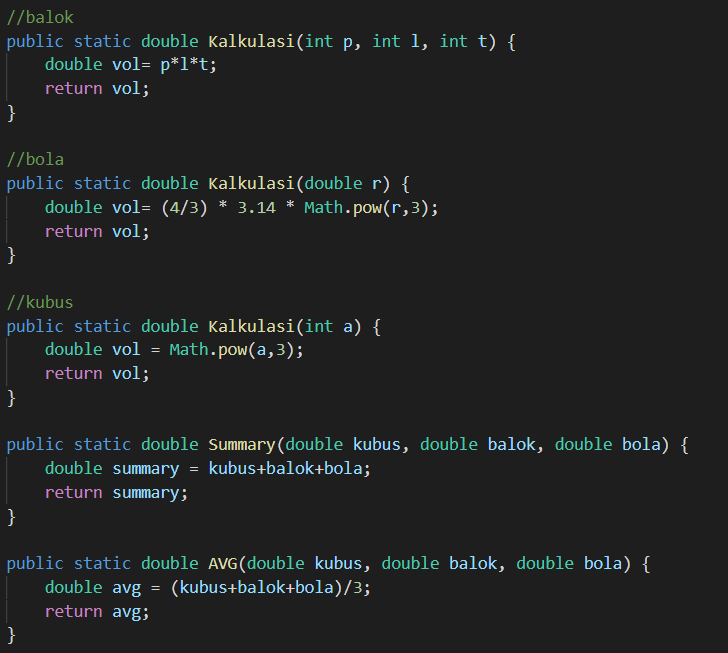 //balok
public static double Kalkulasi(int p, int l, int t) {
    double vol= p*l*t;
    return vol;
}
//bola
public static double Kalkulasi(double r) {
    double vol= (4/3) * 3.14 * Math.pow(r,3);
    return vol;
}
//kubus
public static double Kalkulasi(int a) {
    double vol = Math.pow(a,3);
    return vol;
}
public static double Summary(double kubus, double balok, double bola) {
    double summary = kubus+balok+bola;
    return summary;
}
public static double AVG(double kubus, double balok, double bola) {
    double avg = (kubus+balok+bola)/3;
    return avg;
}